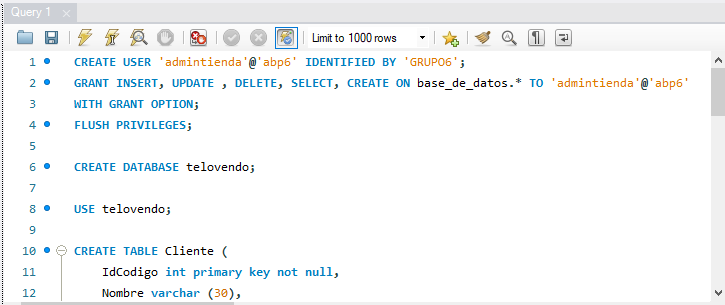 Query 1
Limit to 1000 rows
1 CREATE USER 'admintienda'@'abp6' IDENTIFIED BY 'GRUPO6';
2 GRANT INSERT, UPDATE , DELETE, SELECT, CREATE ON base_de_datos.* TO 'admintienda'@'abp6'
3 WITH GRANT OPTION;
4 FLUSH PRIVILEGES;
5
6 CREATE DATABASE telovendo;
7
8 USE telovendo;
9
10 CREATE TABLE Cliente (
11 IdCodigo int primary key not null,
12 Nombre varchar (30),